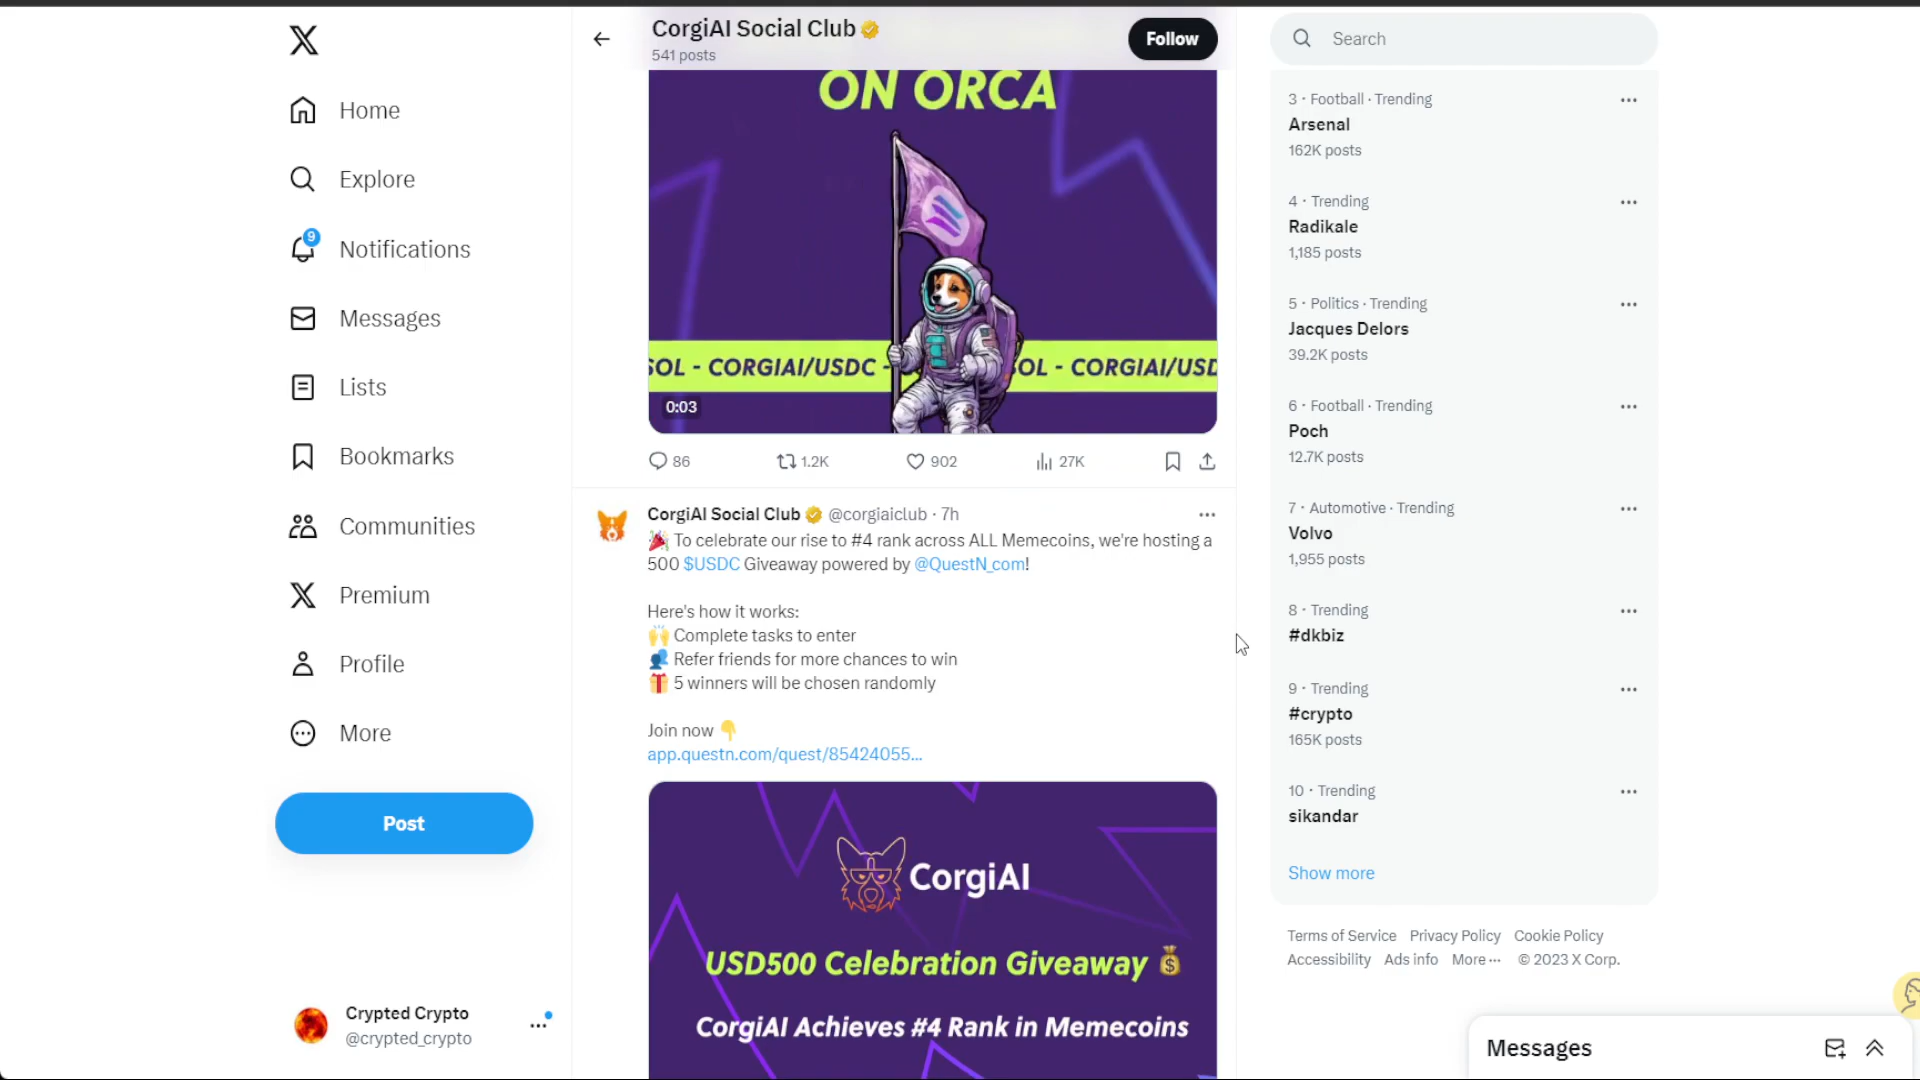 Home
Explore
9
Notifications
Messages
Lists
Bookmarks
Communities
Premium
Profile
More
Post
Crypted Crypto
@crypted_crypto
CorgiAI Social Club
541 posts
Follow
ON ORCA
SOL - CORGIAI/USDC -
OL - CORGIAI/USD
0:03
86
1.2K
902
27K
CorgiAI Social Club @corgiaiclub · 7h
To celebrate our rise to #4 rank across ALL Memecoins, we're hosting a
500 $USDC Giveaway powered by @QuestN_com!
Here's how it works:
Complete tasks to enter
Refer friends for more chances to win
5 winners will be chosen randomly
Join now
app.questn.com/quest/85424055...
CorgiAI
USD500 Celebration Giveaway
CorgiAI Achieves #4 Rank in Memecoins
Search
3 · Football · Trending
Arsenal
162K posts
4 · Trending
Radikale
1,185 posts
5 · Politics · Trending
Jacques Delors
39.2K posts
6 · Football · Trending
Poch
12.7K posts
7 · Automotive · Trending
Volvo
1,955 posts
8 · Trending
#dkbiz
9 · Trending
#crypto
165K posts
10 · Trending
sikandar
Show more
Terms of Service Privacy Policy Cookie Policy
Accessibility Ads info More ··· © 2023 X Corp.
Messages